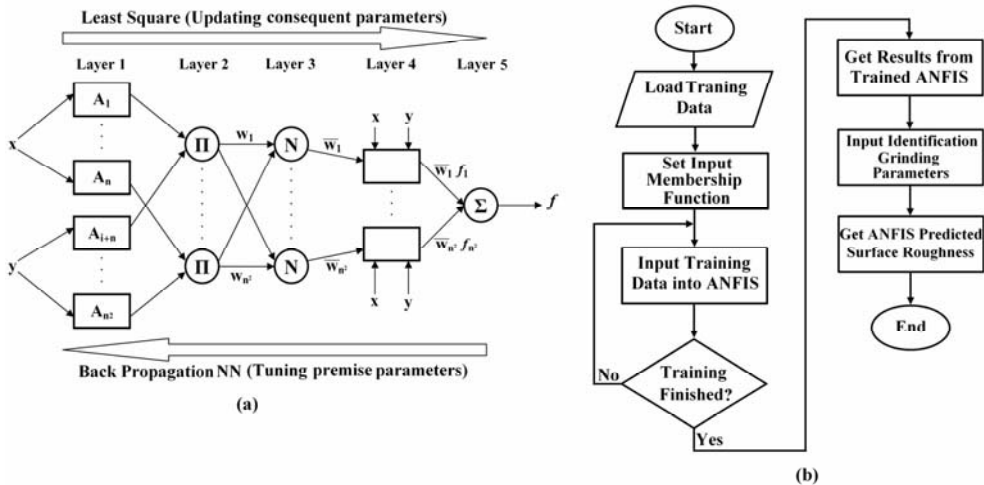 Least Square (Updating consequent parameters)
Layer 1 Layer 2 Layer 3 Layer 4 Layer 5
A₁
x
Aₙ
Aᵢ₊ₙ
y
Aₙ²
Π
Π
w₁
wₙ²
N
N
w̅₁
w̅ₙ²
x y
x y
w̅₁ f₁
w̅ₙ² fₙ²
Σ
f
Back Propagation NN (Tuning premise parameters)
(a)
Start
Load Traning
Data
Set Input
Membership
Function
Input Training
Data into ANFIS
Training
Finished?
No
Yes
Get Results from
Trained ANFIS
Input Identification
Grinding
Parameters
Get ANFIS Predicted
Surface Roughness
End
(b)